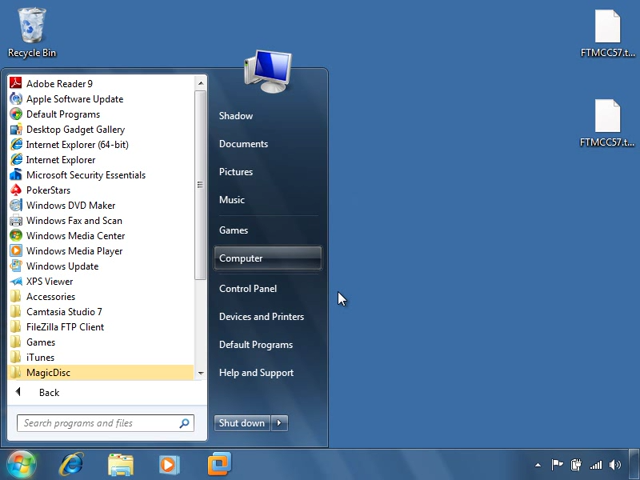 Recycle Bin
FTMCC57.t...
FTMCC57.t...
Adobe Reader 9
Apple Software Update
Default Programs
Desktop Gadget Gallery
Internet Explorer (64-bit)
Internet Explorer
Microsoft Security Essentials
PokerStars
Windows DVD Maker
Windows Fax and Scan
Windows Media Center
Windows Media Player
Windows Update
XPS Viewer
Accessories
Camtasia Studio 7
FileZilla FTP Client
Games
iTunes
MagicDisc
Back
Search programs and files
Shadow
Documents
Pictures
Music
Games
Computer
Control Panel
Devices and Printers
Default Programs
Help and Support
Shut down